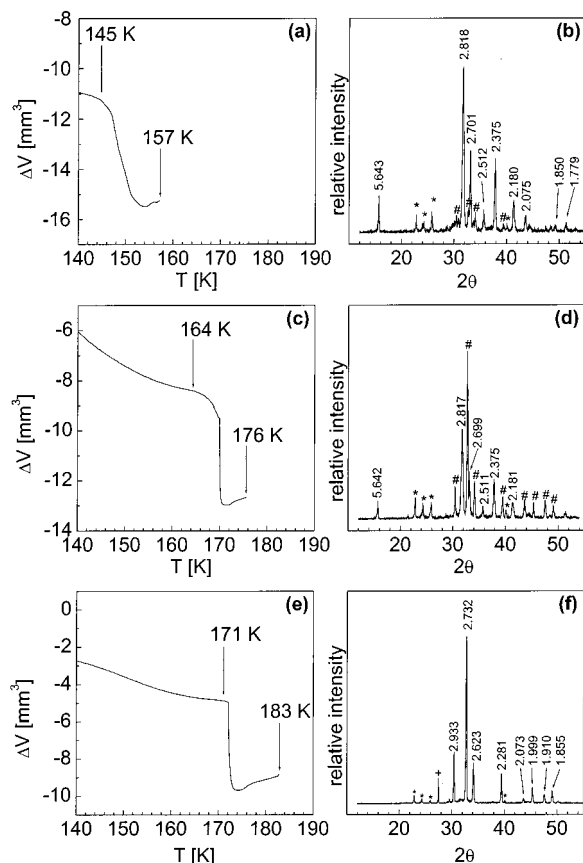 (a)
145 K
157 K
ΔV [mm³]
-8
-10
-12
-14
-16
140 150 160 170 180 190
T [K]
(b)
relative intensity
5.643
*
*
*
#
2.818
#
2.701
#
2.512
2.375
#
*
2.180
2.075
1.850
1.779
20 30 40 50
2θ
(c)
164 K
176 K
ΔV [mm³]
-6
-8
-10
-12
-14
140 150 160 170 180 190
T [K]
(d)
relative intensity
5.642
*
*
*
#
2.817
#
2.699
#
2.511
2.375
#
*
2.181
#
#
#
#
20 30 40 50
2θ
(e)
171 K
183 K
ΔV [mm³]
0
-2
-4
-6
-8
-10
140 150 160 170 180 190
T [K]
(f)
relative intensity
*
*
*
+
2.933
2.732
2.623
2.281
*
2.073
1.999
1.910
1.855
20 30 40 50
2θ